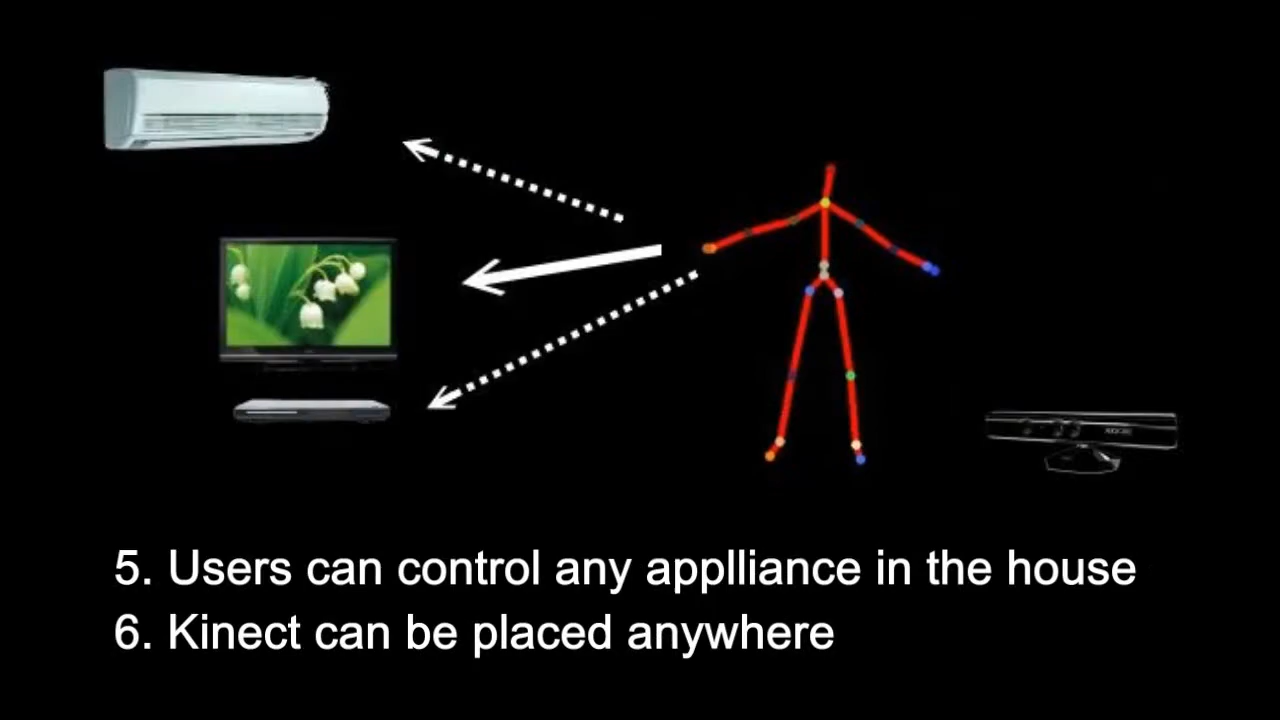 5. Users can control any applliance in the house
6. Kinect can be placed anywhere